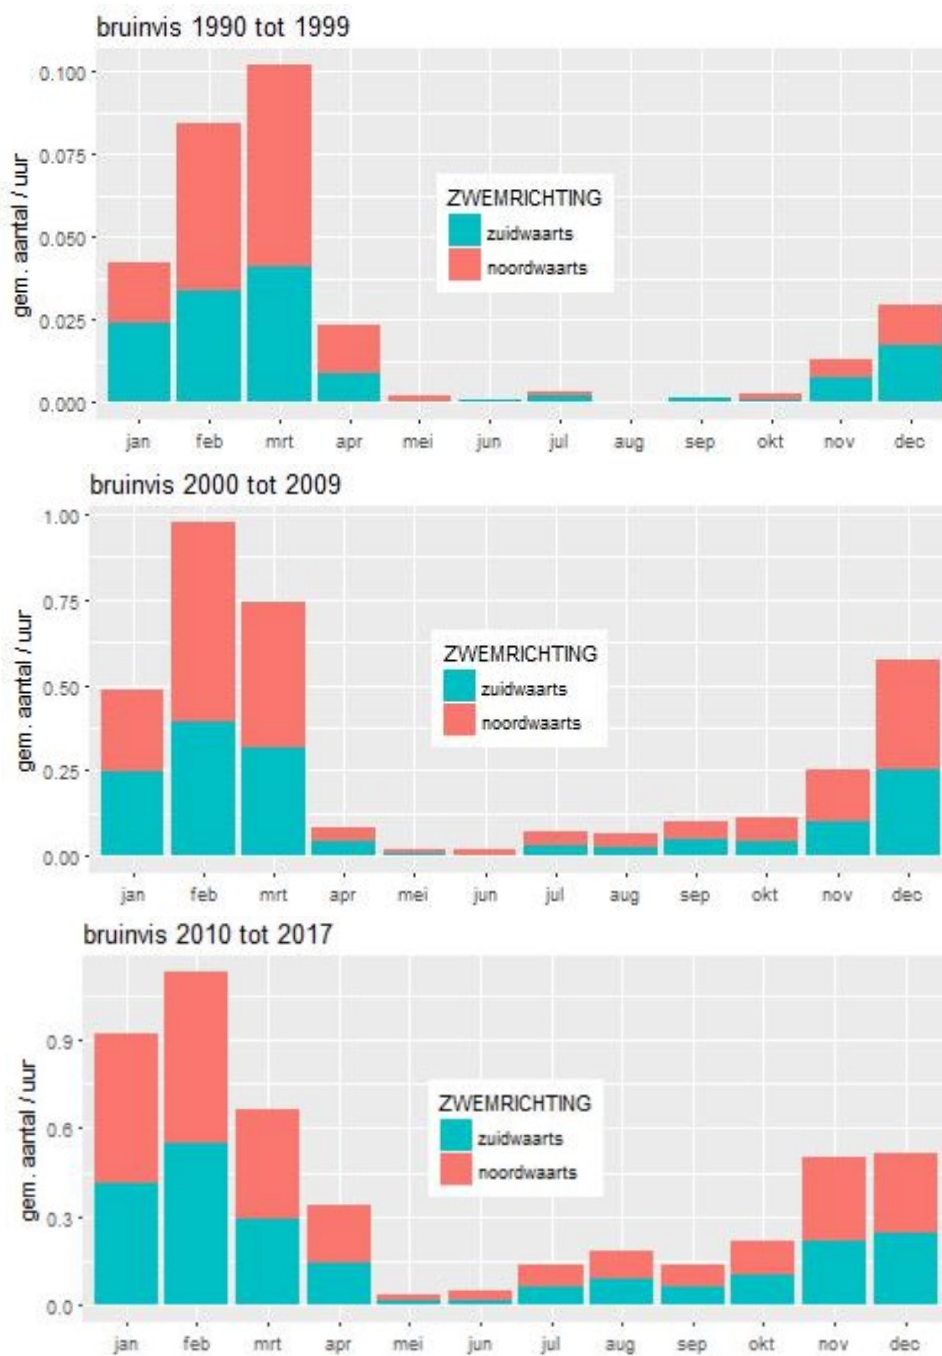 bruinvis 1990 tot 1999
gem. aantal / uur
0.100
0.075
0.050
0.025
0.000
ZWEMRICHTING
zuidwaarts
noordwaarts
jan feb mrt apr mei jun jul aug sep okt nov dec
bruinvis 2000 tot 2009
gem. aantal / uur
1.00
0.75
0.50
0.25
0.00
ZWEMRICHTING
zuidwaarts
noordwaarts
jan feb mrt apr mei jun jul aug sep okt nov dec
bruinvis 2010 tot 2017
gem. aantal / uur
0.9
0.6
0.3
0.0
ZWEMRICHTING
zuidwaarts
noordwaarts
jan feb mrt apr mei jun jul aug sep okt nov dec